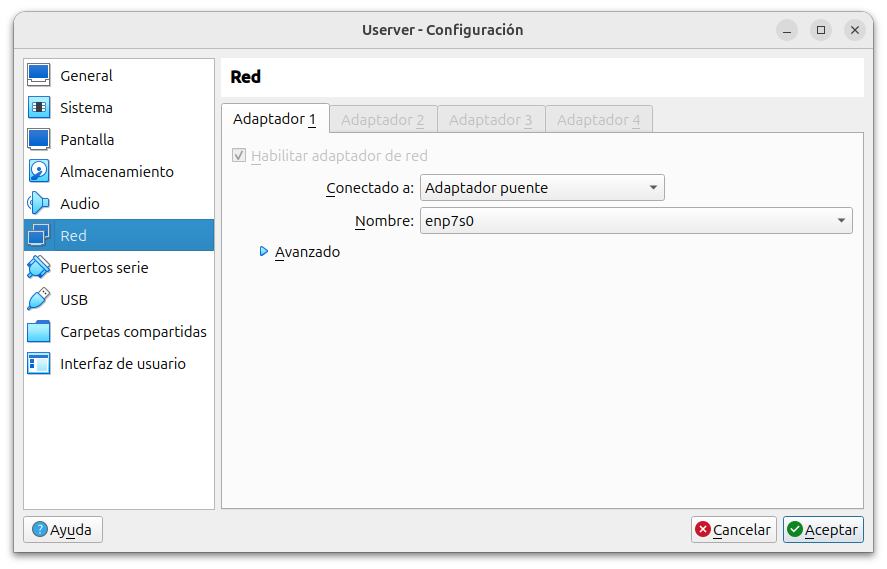 Userver - Configuración
General
Sistema
Pantalla
Almacenamiento
Audio
Red
Puertos serie
USB
Carpetas compartidas
Interfaz de usuario
Red
Adaptador 1 Adaptador 2 Adaptador 3 Adaptador 4
Habilitar adaptador de red
Conectado a: Adaptador puente
Nombre: enp7s0
Avanzado
Ayuda Cancelar Aceptar